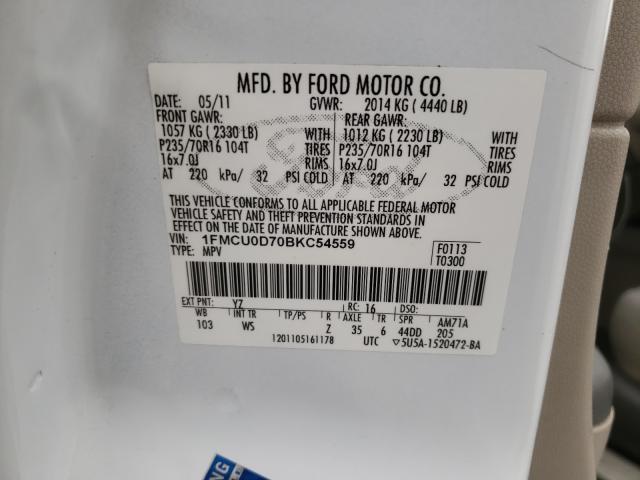 MFD. BY FORD MOTOR CO.
DATE: 05/11 GVWR: 2014 KG ( 4440 LB)
FRONT GAWR: REAR GAWR:
1057 KG ( 2330 LB) WITH 1012 KG ( 2230 LB) WITH
P235/70R16 104T TIRES P235/70R16 104T TIRES
16x7.0J RIMS 16x7.0J RIMS
AT 220 kPa/ 32 PSI COLD AT 220 kPa/ 32 PSI COLD
THIS VEHICLE CONFORMS TO ALL APPLICABLE FEDERAL MOTOR
VEHICLE SAFETY AND THEFT PREVENTION STANDARDS IN
EFFECT ON THE DATE OF MANUFACTURE SHOWN ABOVE.
VIN: 1FMCU0D70BKC54559 F0113
TYPE: MPV T0300
EXT PNT: YZ RC: 16 DSO:
WB INT TR TP/PS R AXLE TR SPR AM71A
103 WS Z 35 6 44DD 205
1201105161178 UTC ▽5U5A-1520472-BA
NG